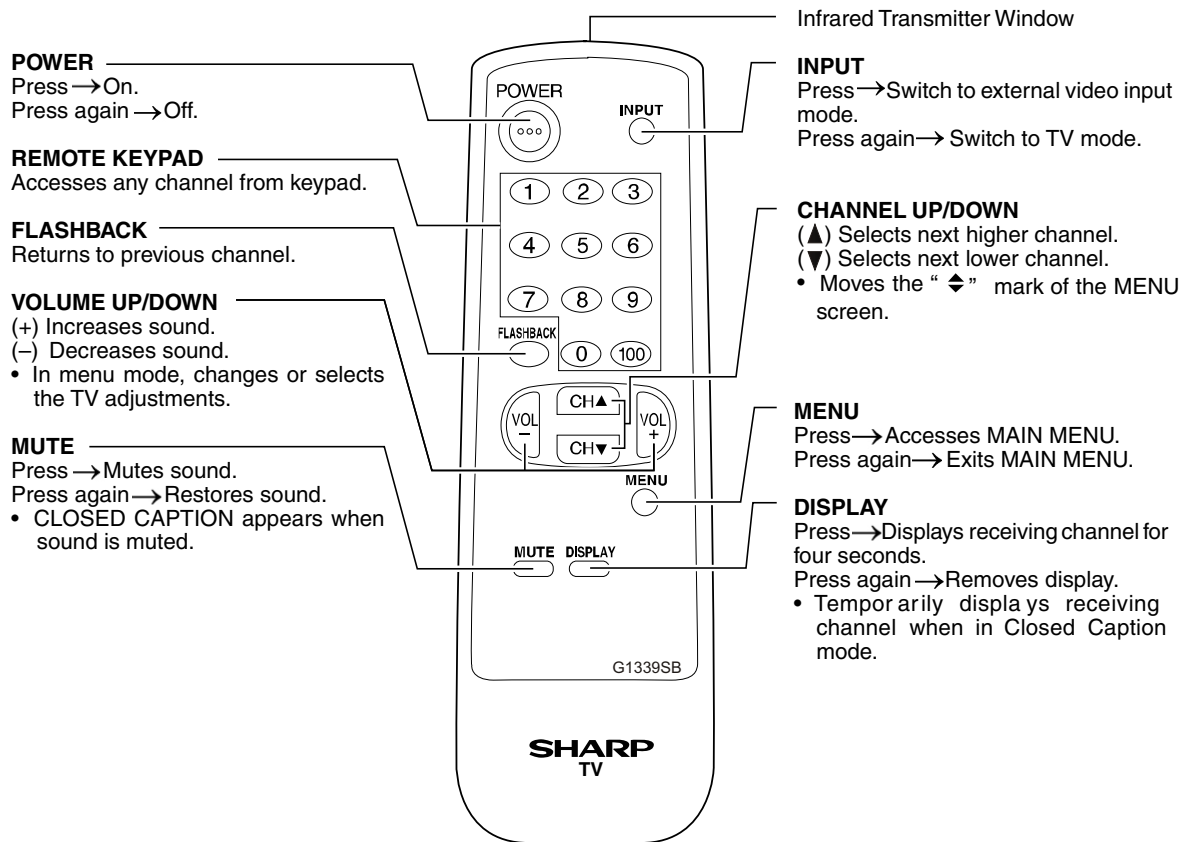 Infrared Transmitter Window
POWER
Press →On.
Press again →Off.
REMOTE KEYPAD
Accesses any channel from keypad.
FLASHBACK
Returns to previous channel.
VOLUME UP/DOWN
(+) Increases sound.
(–) Decreases sound.
• In menu mode, changes or selects
the TV adjustments.
MUTE
Press →Mutes sound.
Press again→Restores sound.
• CLOSED CAPTION appears when
sound is muted.
POWER
INPUT
1 2 3
4 5 6
7 8 9
FLASHBACK
0 100
CH▲
VOL
–
VOL
+
CH▼
MENU
MUTE DISPLAY
G1339SB
SHARP
TV
INPUT
Press→Switch to external video input
mode.
Press again→ Switch to TV mode.
CHANNEL UP/DOWN
(▲) Selects next higher channel.
(▼) Selects next lower channel.
• Moves the “ ♦ ” mark of the MENU
screen.
MENU
Press→Accesses MAIN MENU.
Press again→Exits MAIN MENU.
DISPLAY
Press→Displays receiving channel for
four seconds.
Press again →Removes display.
• Tempor arily displa ys receiving
channel when in Closed Caption
mode.